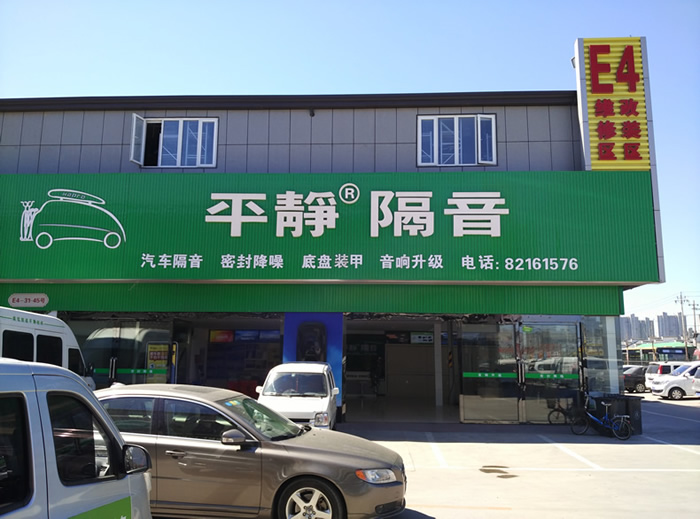 E4
维修区 改装区
平靜® 隔音
汽车隔音 密封降噪 底盘装甲 音响升级 电话: 82161576
E4-31-45号